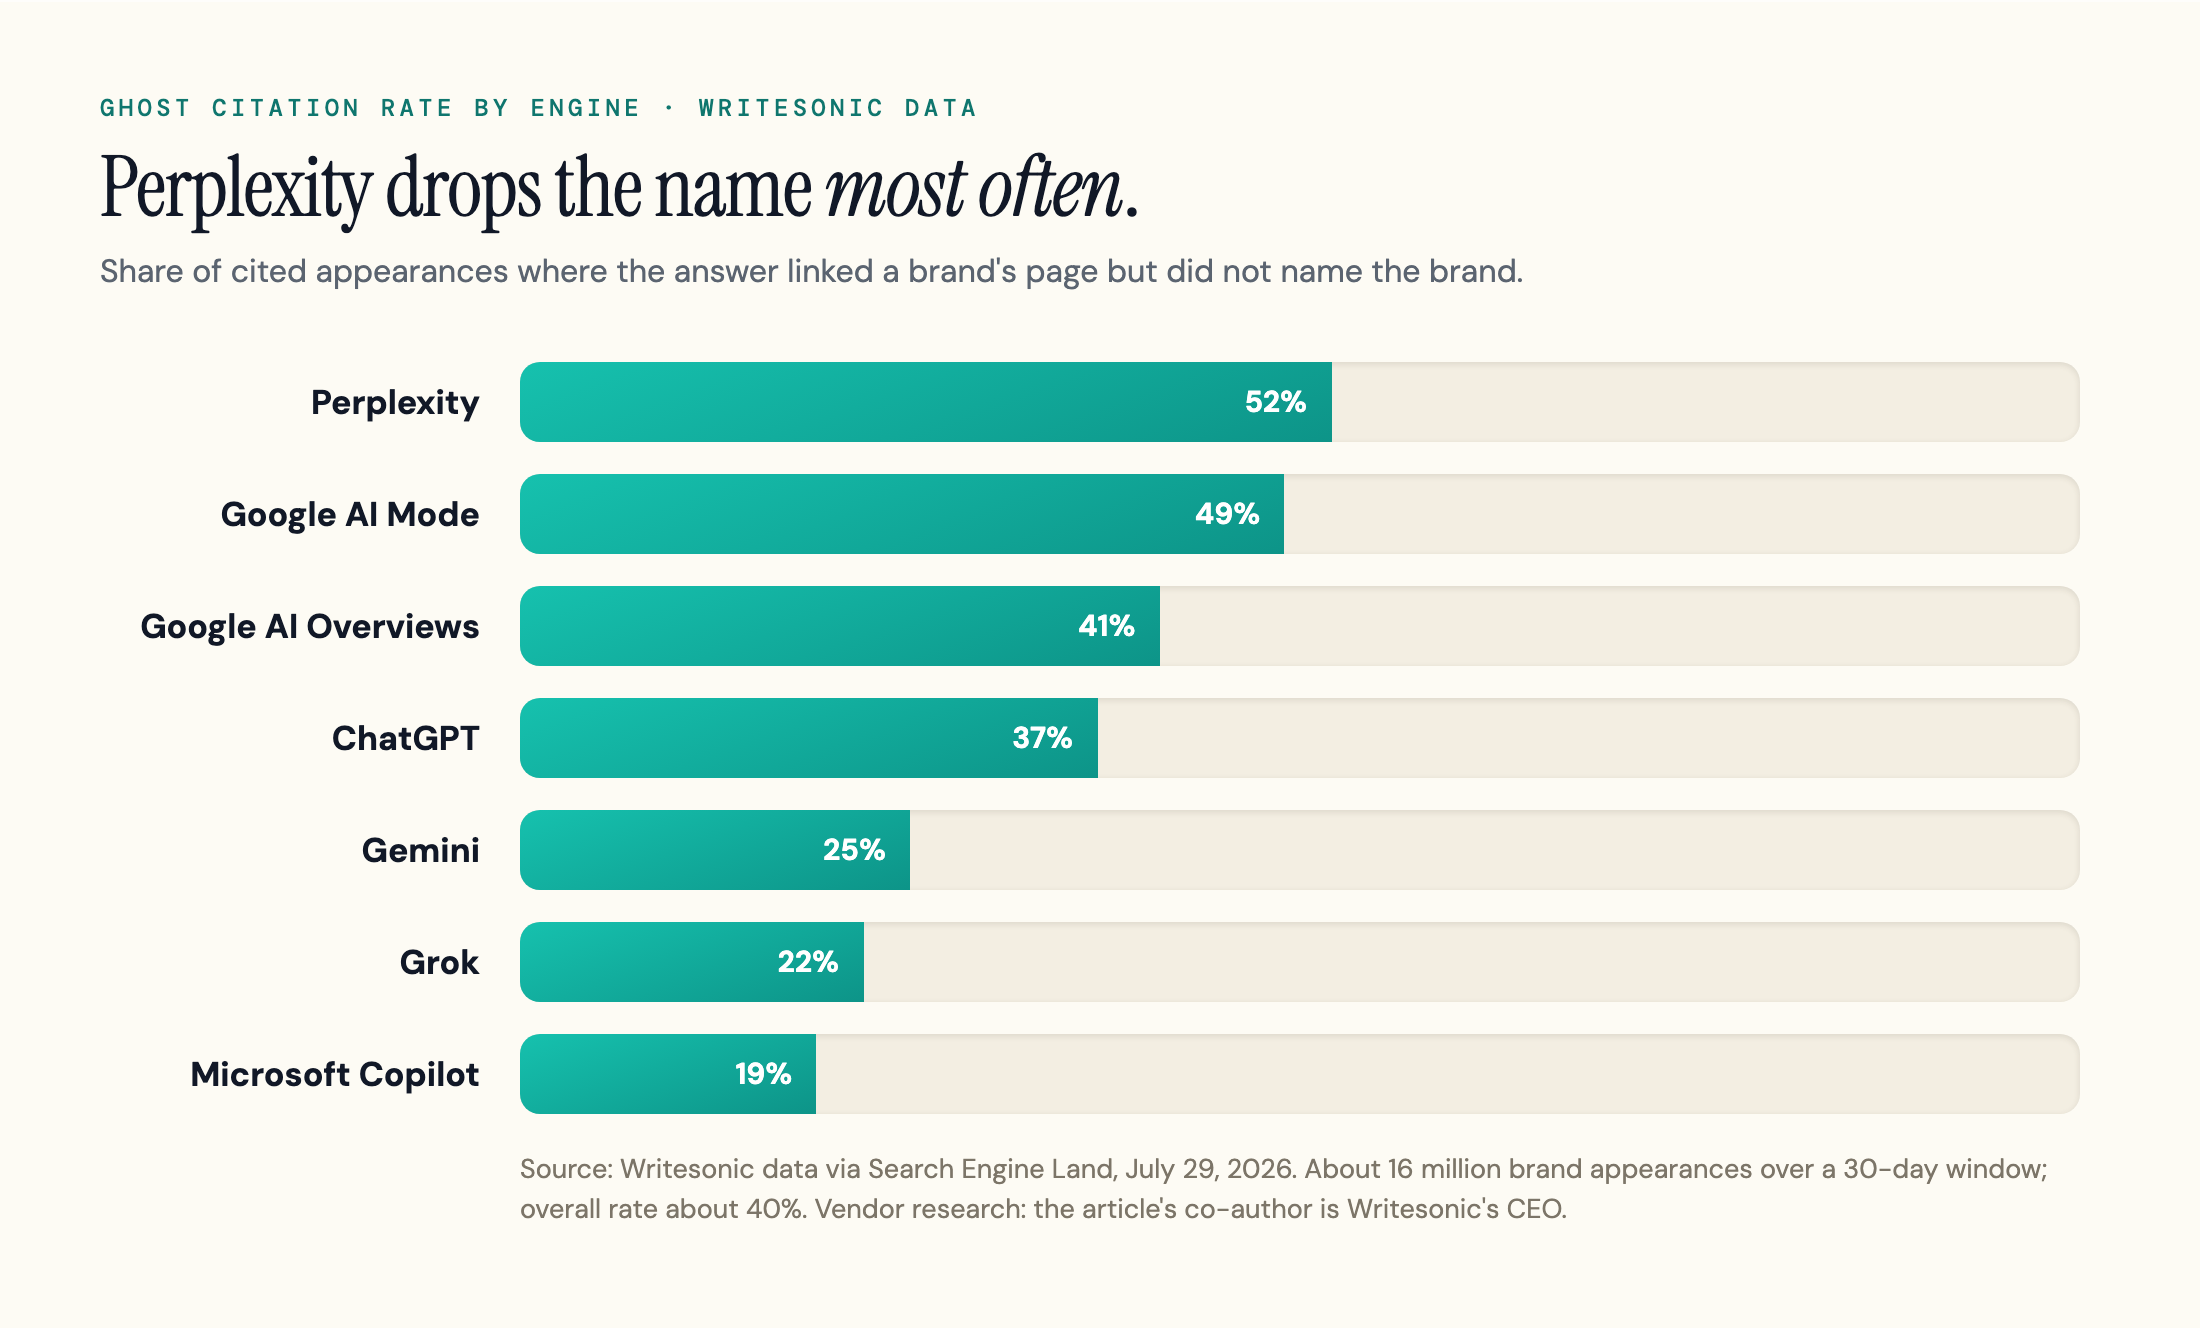 GHOST CITATION RATE BY ENGINE · WRITESONIC DATA
Perplexity drops the name most often.
Share of cited appearances where the answer linked a brand's page but did not name the brand.
Perplexity 52%
Google AI Mode 49%
Google AI Overviews 41%
ChatGPT 37%
Gemini 25%
Grok 22%
Microsoft Copilot 19%
Source: Writesonic data via Search Engine Land, July 29, 2026. About 16 million brand appearances over a 30-day window;
overall rate about 40%. Vendor research: the article's co-author is Writesonic's CEO.